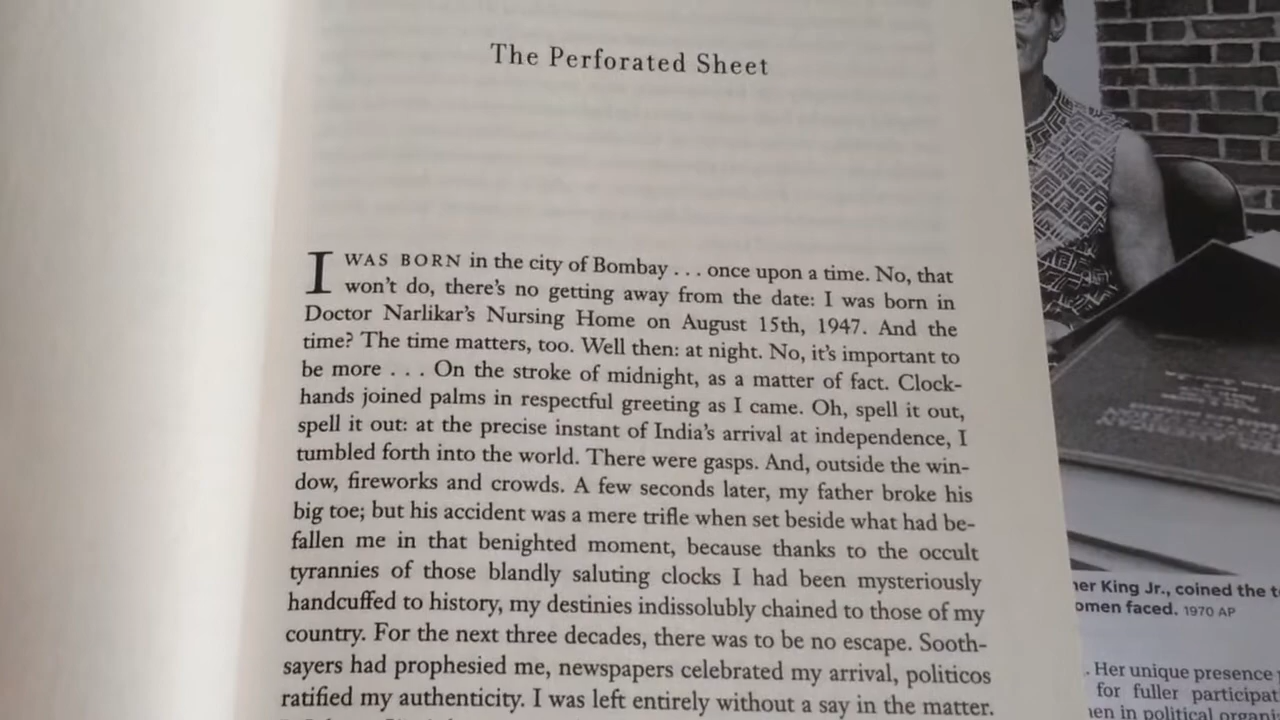 The Perforated Sheet
I WAS BORN in the city of Bombay . . . once upon a time. No, that
won't do, there's no getting away from the date: I was born in
Doctor Narlikar's Nursing Home on August 15th, 1947. And the
time? The time matters, too. Well then: at night. No, it's important to
be more . . . On the stroke of midnight, as a matter of fact. Clock-
hands joined palms in respectful greeting as I came. Oh, spell it out,
spell it out: at the precise instant of India's arrival at independence, I
tumbled forth into the world. There were gasps. And, outside the win-
dow, fireworks and crowds. A few seconds later, my father broke his
big toe; but his accident was a mere trifle when set beside what had be-
fallen me in that benighted moment, because thanks to the occult
tyrannies of those blandly saluting clocks I had been mysteriously
handcuffed to history, my destinies indissolubly chained to those of my
country. For the next three decades, there was to be no escape. Sooth-
sayers had prophesied me, newspapers celebrated my arrival, politicos
ratified my authenticity. I was left entirely without a say in the matter.
King Jr., coined the
faced. 1970 AP
. Her unique presence
for fuller
in political